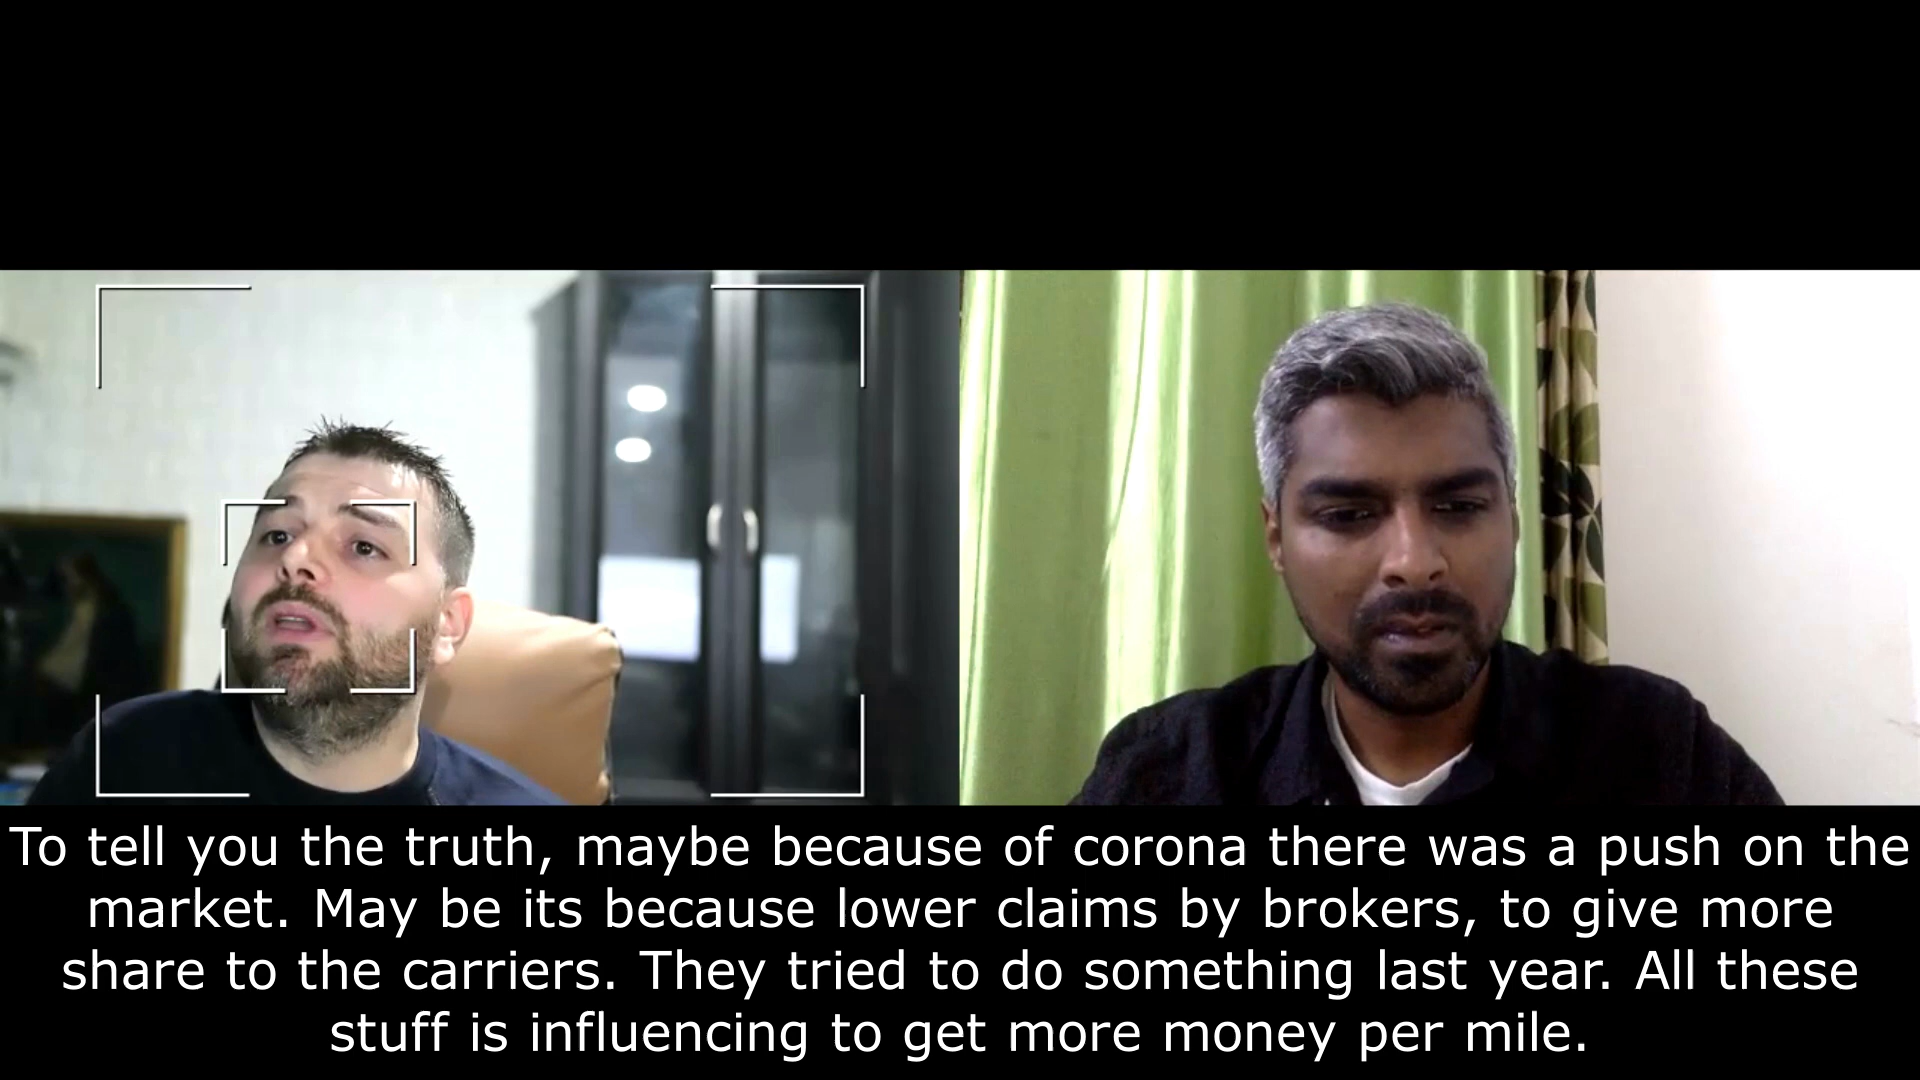 To tell you the truth, maybe because of corona there was a push on the
market. May be its because lower claims by brokers, to give more
share to the carriers. They tried to do something last year. All these
stuff is influencing to get more money per mile.